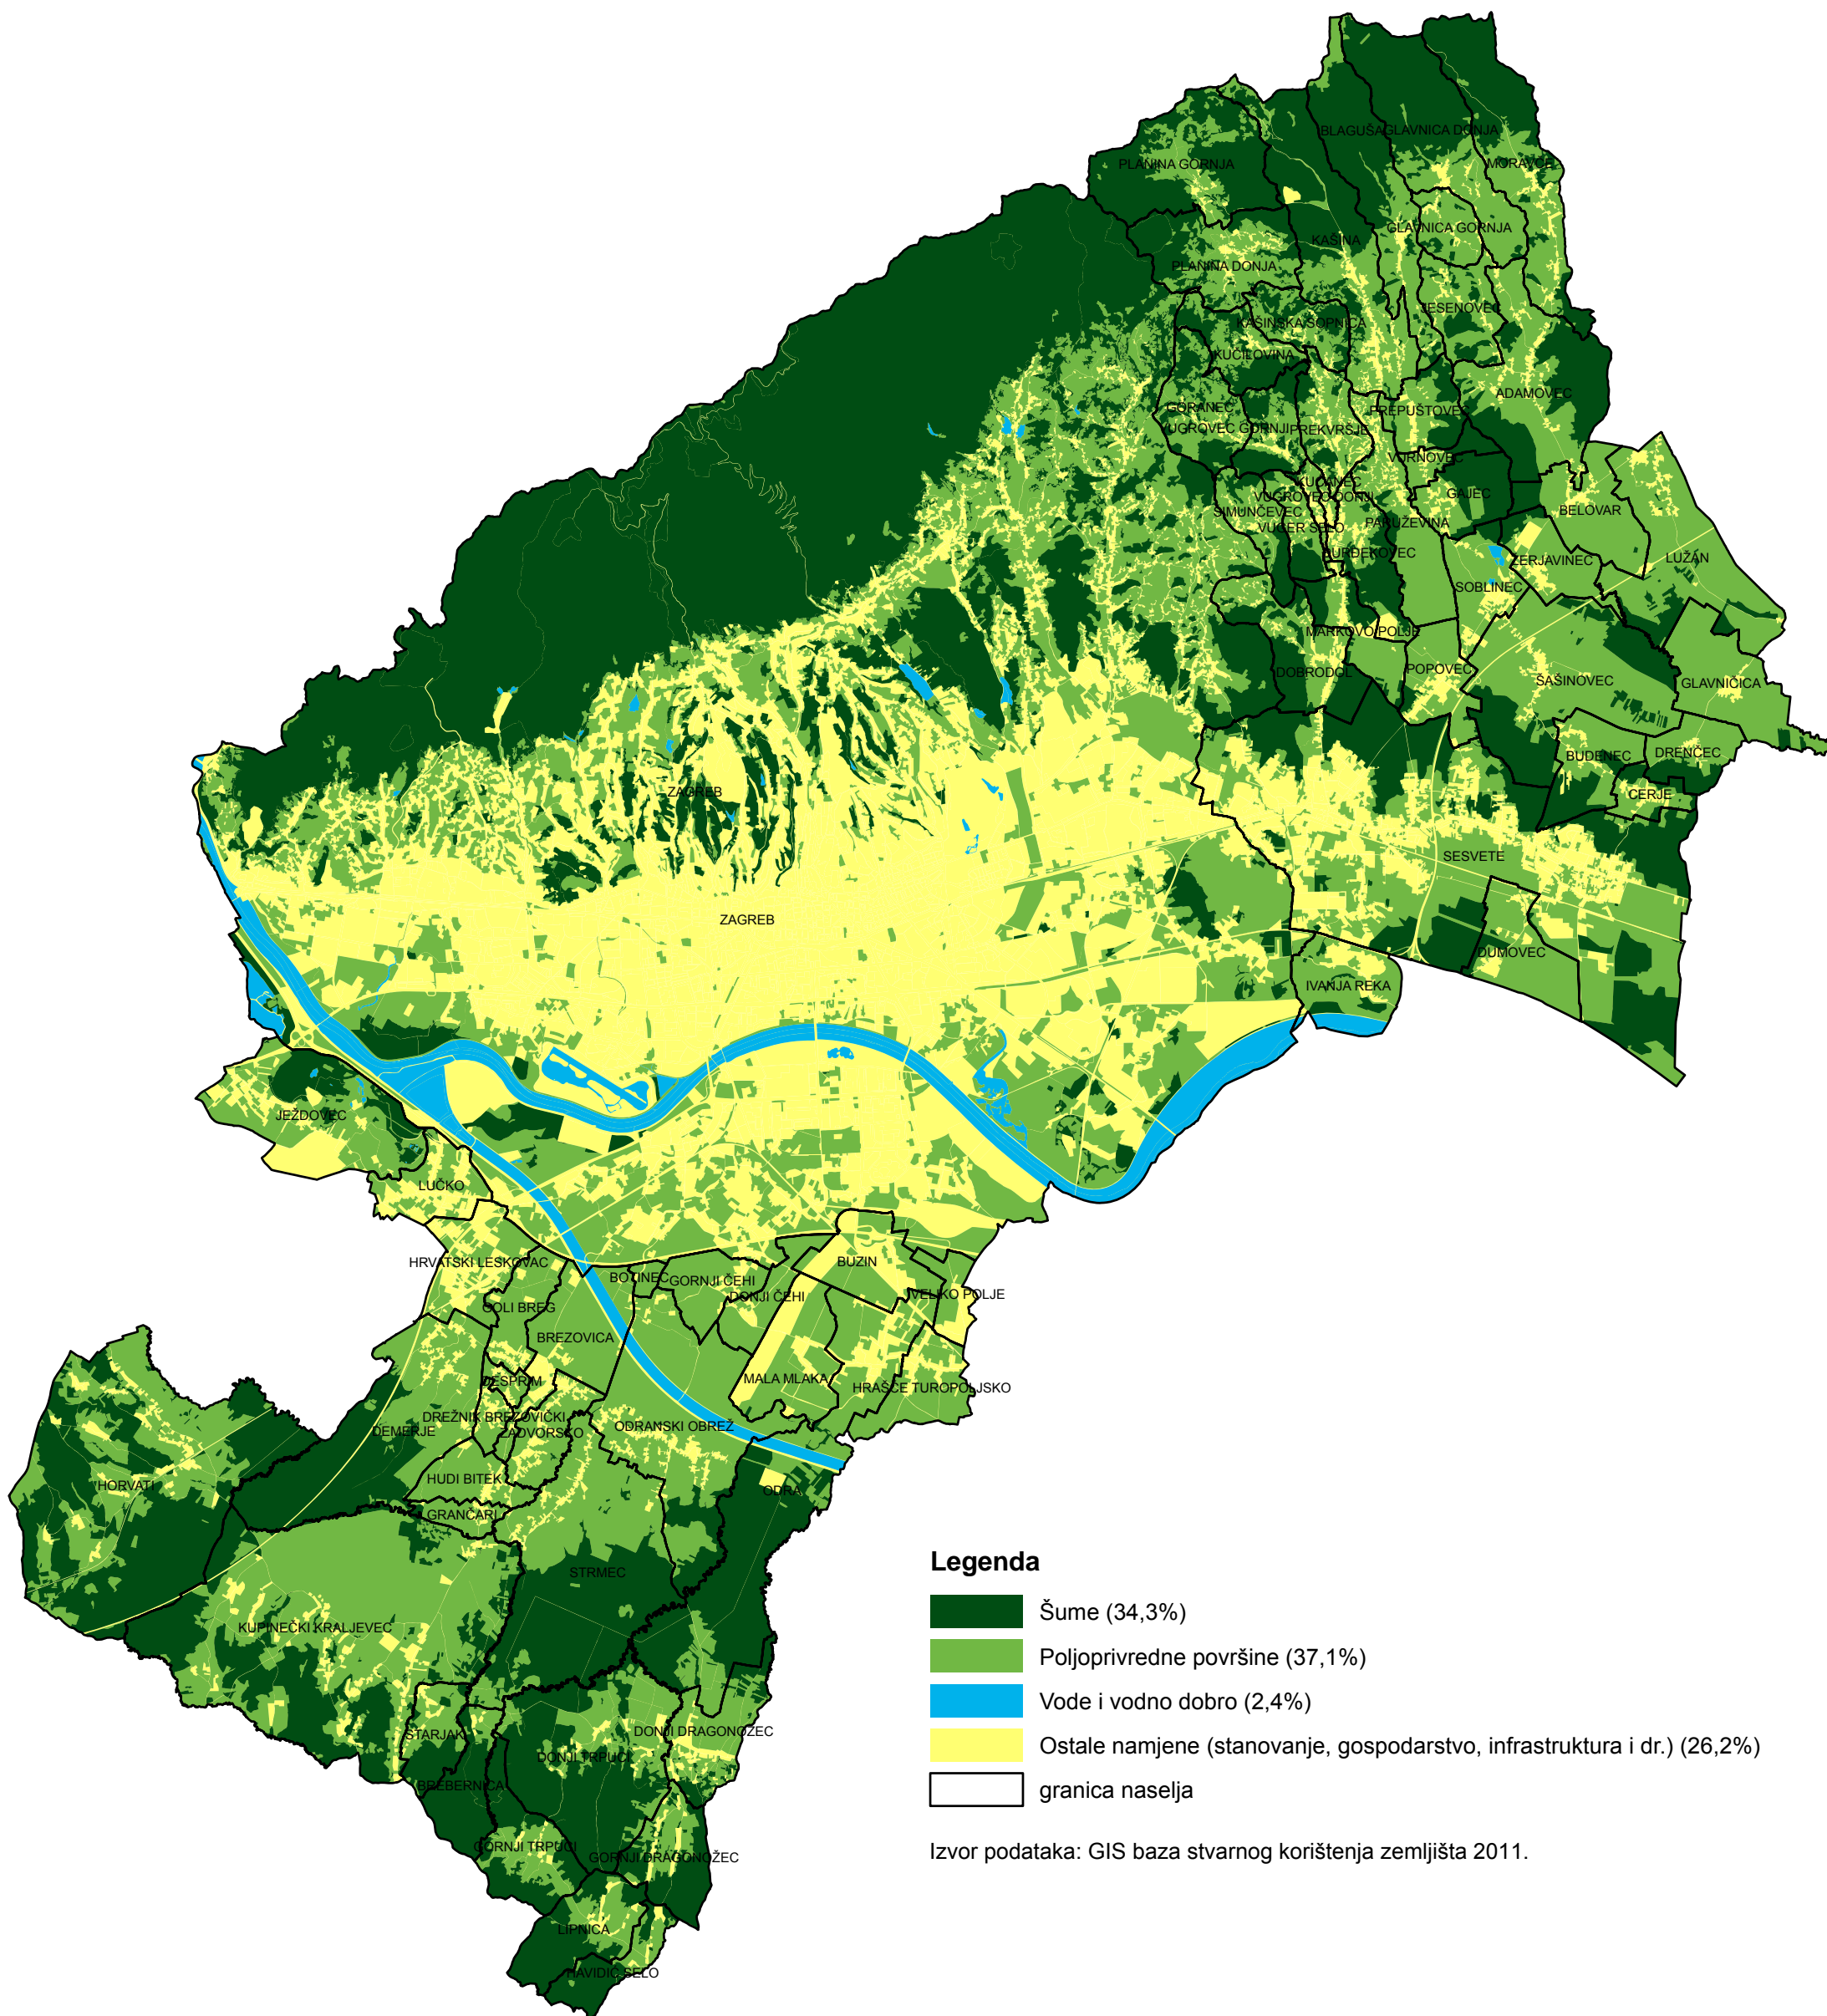 BLAGUŠA
GLAVNICA DONJA
MORAVČE
PLANINA GORNJA
GLAVNICA GORNJA
KAŠINA
PLANINA DONJA
JESENOVEC
KAŠINSKA SOPNICA
KUČILOVINA
ADAMOVEC
GORANEC
PREPUŠTOVEC
VUGROVEC GORNJI
PREKVRŠJE
VURNOVEC
KUČANEC
GAJEC
VUGROVEC DONJI
ŠIMUNČEVEC
BELOVAR
PARUŽEVINA
VUGER SELO
ĐURĐEKOVEC
LUŽAN
ŽERJAVINEC
SOBLINEC
MARKOVO POLJE
DOBRODOL
POPOVEC
ŠAŠINOVEC
GLAVNIČICA
BUDENEC
DRENČEC
ZAGREB
CERJE
SESVETE
ZAGREB
DUMOVEC
IVANJA REKA
JEŽDOVEC
LUČKO
HRVATSKI LESKOVAC
BUZIN
BOTINEC
GORNJI ČEHI
DONJI ČEHI
VELIKO POLJE
GOLI BREG
BREZOVICA
DESPRIM
MALA MLAKA
HRAŠĆE TUROPOLJSKO
DREŽNIK BREZOVIČKI
DEMERJE
ZADVORSKO
ODRANSKI OBREŽ
HUDI BITEK
HORVATI
ODRA
GRANČARI
STRMEC
KUPINEČKI KRALJEVEC
STARJAK
DONJI DRAGONOŽEC
DONJI TRPUCI
BREBERNICA
GORNJI TRPUCI
GORNJI DRAGONOŽEC
LIPNICA
HAVIDIĆ SELO
Legenda
Šume (34,3%)
Poljoprivredne površine (37,1%)
Vode i vodno dobro (2,4%)
Ostale namjene (stanovanje, gospodarstvo, infrastruktura i dr.) (26,2%)
granica naselja
Izvor podataka: GIS baza stvarnog korištenja zemljišta 2011.